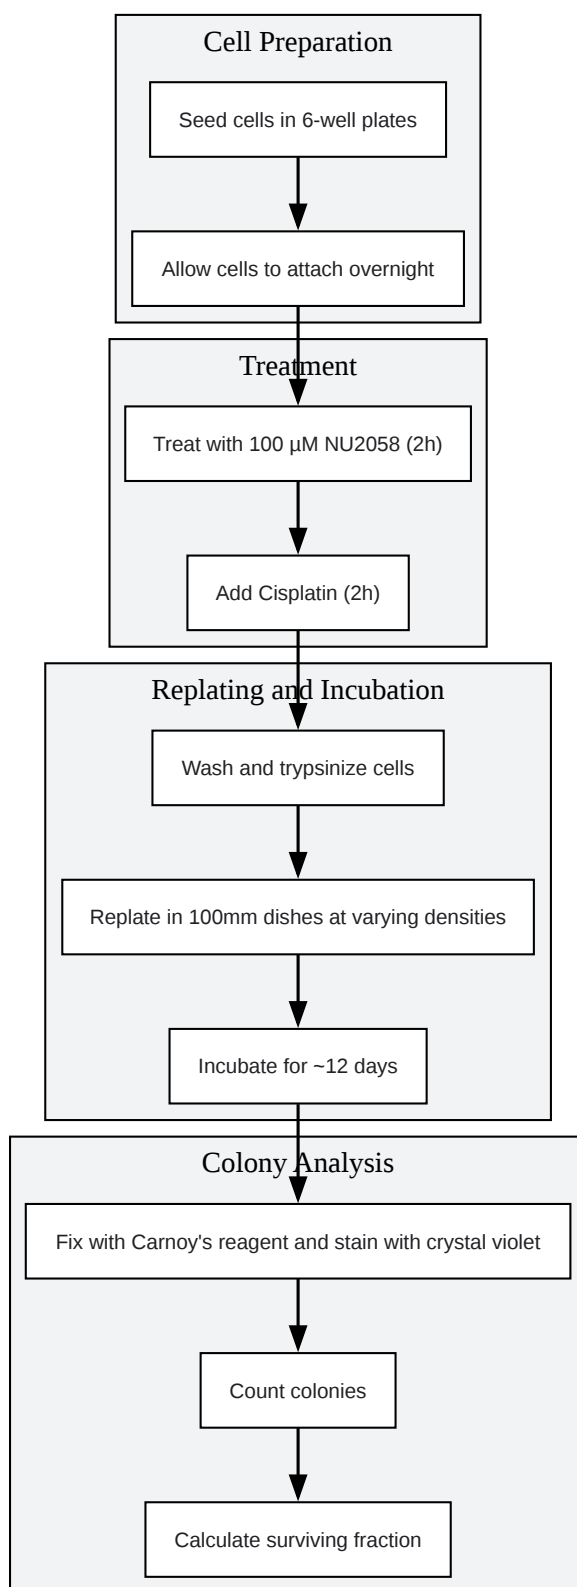 Cell Preparation
Seed cells in 6-well plates
Allow cells to attach overnight
Treatment
Treat with 100 µM NU2058 (2h)
Add Cisplatin (2h)
Replating and Incubation
Wash and trypsinize cells
Replate in 100mm dishes at varying densities
Incubate for ~12 days
Colony Analysis
Fix with Carnoy's reagent and stain with crystal violet
Count colonies
Calculate surviving fraction